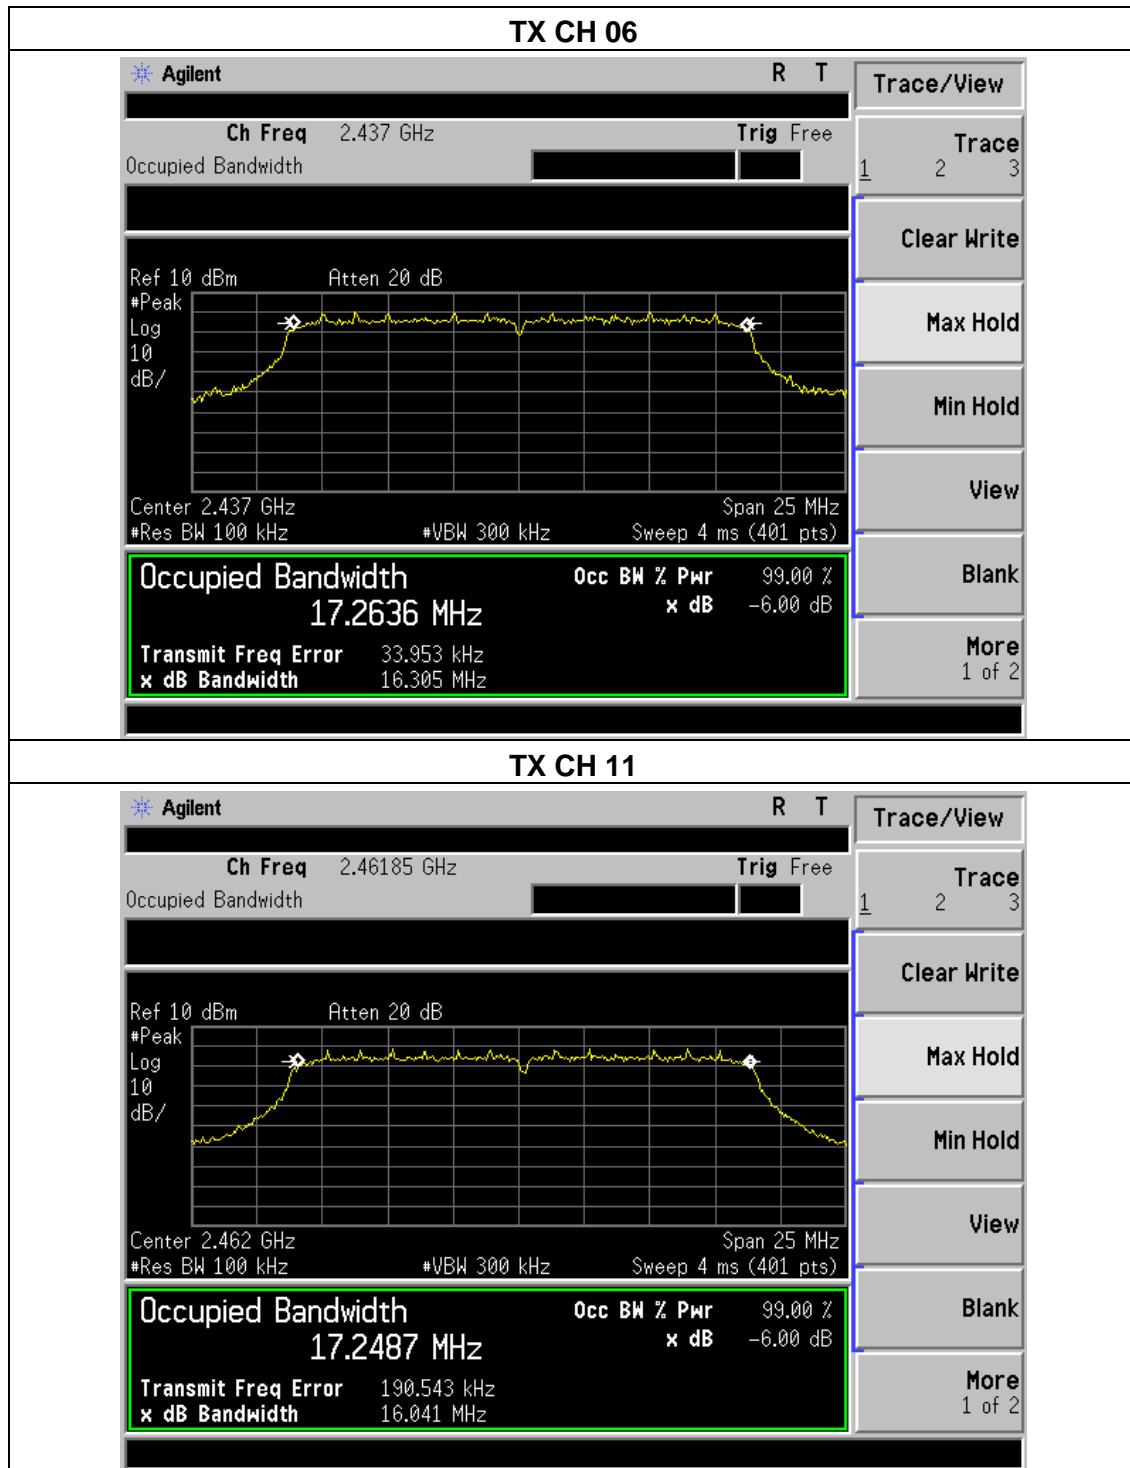 TX CH 06
Agilent R T
Trace/View
Ch Freq 2.437 GHz Trig Free
Occupied Bandwidth
Trace
1 2 3
Clear Write
Max Hold
Min Hold
View
Blank
More
1 of 2
Ref 10 dBm Atten 20 dB
#Peak
Log
10
dB/
Center 2.437 GHz Span 25 MHz
#Res BW 100 kHz #VBW 300 kHz Sweep 4 ms (401 pts)
Occupied Bandwidth Occ BW % Pwr 99.00 %
17.2636 MHz x dB -6.00 dB
Transmit Freq Error 33.953 kHz
x dB Bandwidth 16.305 MHz
TX CH 11
Agilent R T
Trace/View
Ch Freq 2.46185 GHz Trig Free
Occupied Bandwidth
Trace
1 2 3
Clear Write
Max Hold
Min Hold
View
Blank
More
1 of 2
Ref 10 dBm Atten 20 dB
#Peak
Log
10
dB/
Center 2.462 GHz Span 25 MHz
#Res BW 100 kHz #VBW 300 kHz Sweep 4 ms (401 pts)
Occupied Bandwidth Occ BW % Pwr 99.00 %
17.2487 MHz x dB -6.00 dB
Transmit Freq Error 190.543 kHz
x dB Bandwidth 16.041 MHz